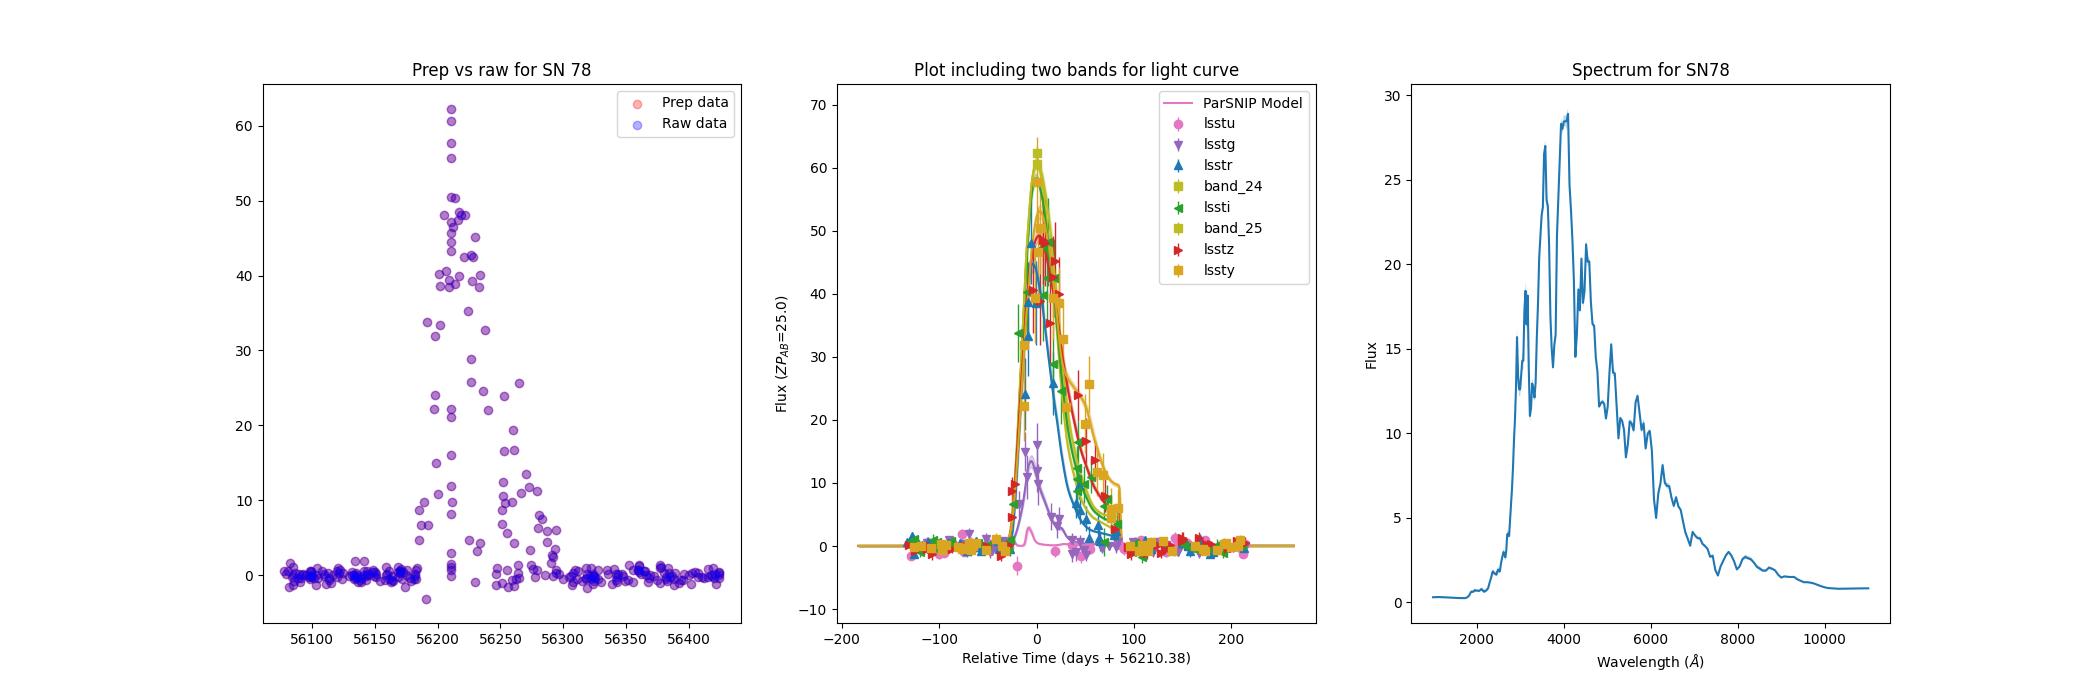 Prep vs raw for SN 78
Prep data
Raw data
60
50
40
30
20
10
0
56100 56150 56200 56250 56300 56350 56400
Plot including two bands for light curve
ParSNIP Model
lsstu
lsstg
lsstr
band_24
lssti
band_25
lsstz
lssty
Flux (ZP_AB=25.0)
70
60
50
40
30
20
10
0
−10
−200 −100 0 100 200
Relative Time (days + 56210.38)
Spectrum for SN78
Flux
30
25
20
15
10
5
0
2000 4000 6000 8000 10000
Wavelength (Å)